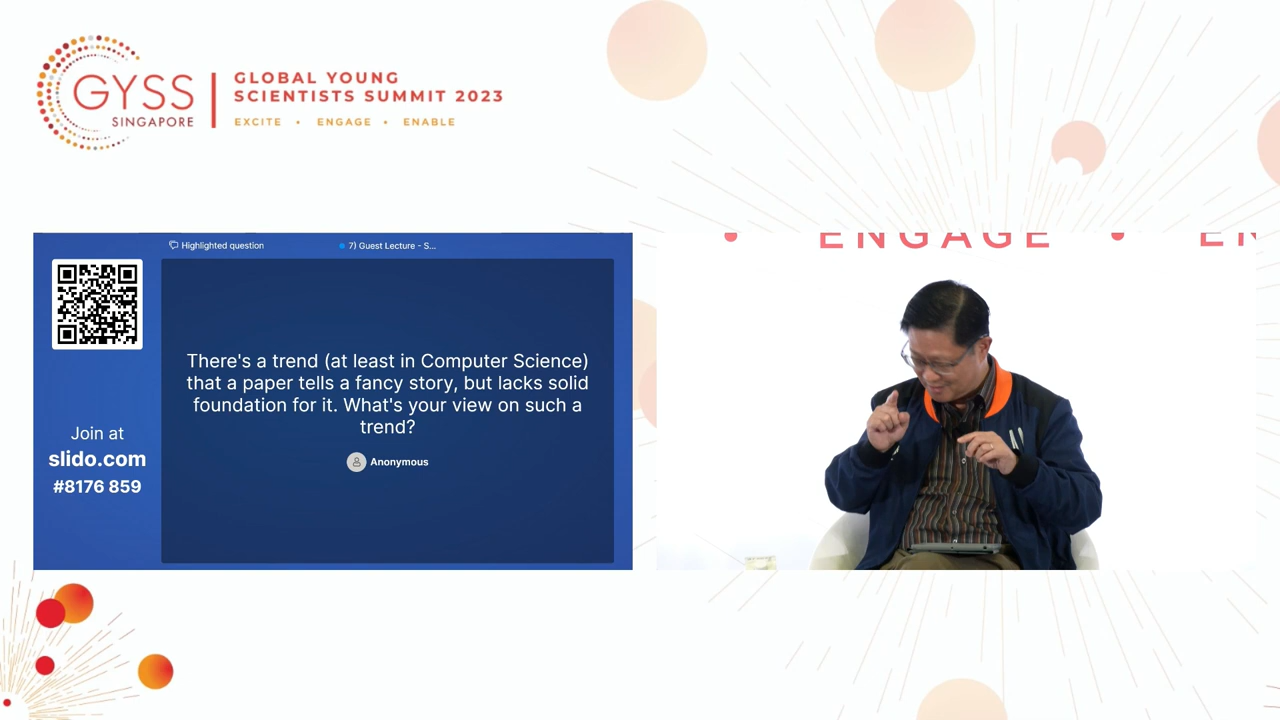 GYSS
SINGAPORE
GLOBAL YOUNG
SCIENTISTS SUMMIT 2023
EXCITE • ENGAGE • ENABLE
Highlighted question
7) Guest Lecture - S...
There's a trend (at least in Computer Science)
that a paper tells a fancy story, but lacks solid
foundation for it. What's your view on such a
trend?
Anonymous
Join at
slido.com
#8176 859
• ENGAGE • EN